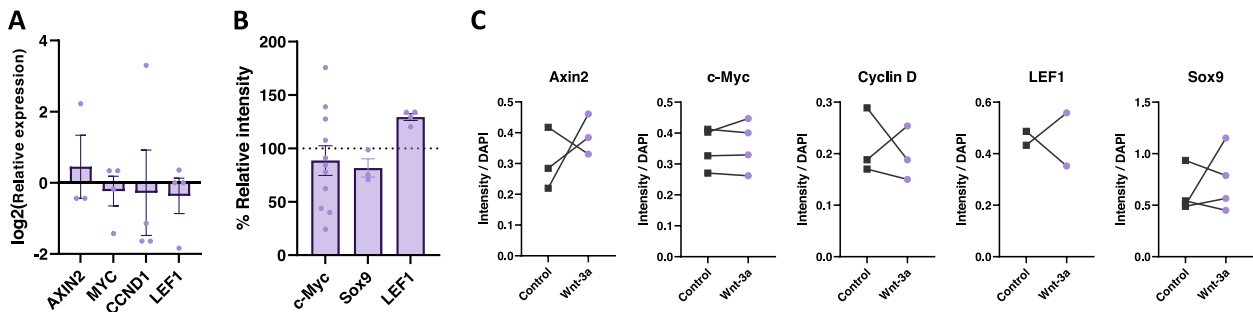 A
log2(Relative expression)
4
2
0
-2
AXIN2
MYC
CCND1
LEF1
B
% Relative intensity
200
150
100
50
0
c-Myc
Sox9
LEF1
C
Axin2
Intensity / DAPI
0.5
0.4
0.3
0.2
0.1
0.0
Control
Wnt-3a
c-Myc
Intensity / DAPI
0.5
0.4
0.3
0.2
0.1
0.0
Control
Wnt-3a
Cyclin D
Intensity / DAPI
0.3
0.2
0.1
0.0
Control
Wnt-3a
LEF1
Intensity / DAPI
0.6
0.4
0.2
0.0
Control
Wnt-3a
Sox9
Intensity / DAPI
1.5
1.0
0.5
0.0
Control
Wnt-3a